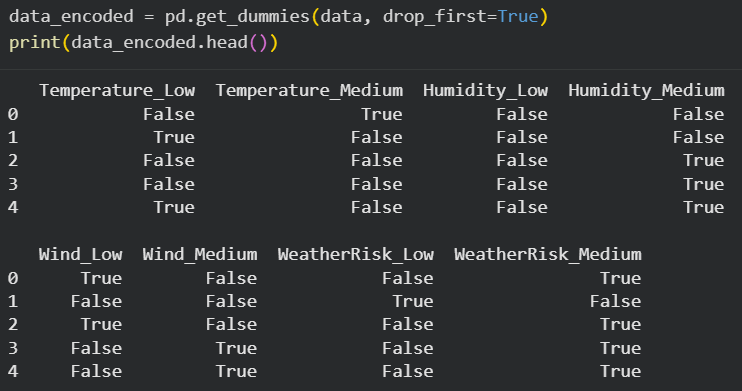 data_encoded = pd.get_dummies(data, drop_first=True)
print(data_encoded.head())
Temperature_Low Temperature_Medium Humidity_Low Humidity_Medium
0 False True False False
1 True False False False
2 False False False True
3 False False False True
4 True False False True
Wind_Low Wind_Medium WeatherRisk_Low WeatherRisk_Medium
0 True False False True
1 False False True False
2 True False False True
3 False True False True
4 False True False True